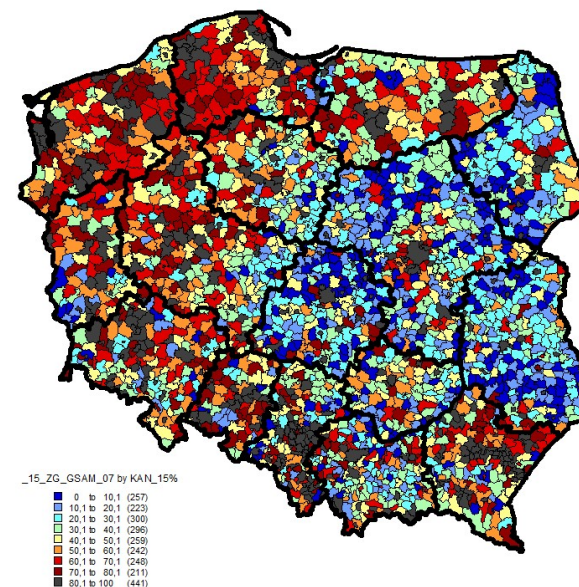 _15_ZG_GSAM_07 by KAN_15%
0 to 10,1 (257)
10,1 to 20,1 (223)
20,1 to 30,1 (300)
30,1 to 40,1 (296)
40,1 to 50,1 (259)
50,1 to 60,1 (242)
60,1 to 70,1 (248)
70,1 to 80,1 (211)
80,1 to 100 (441)